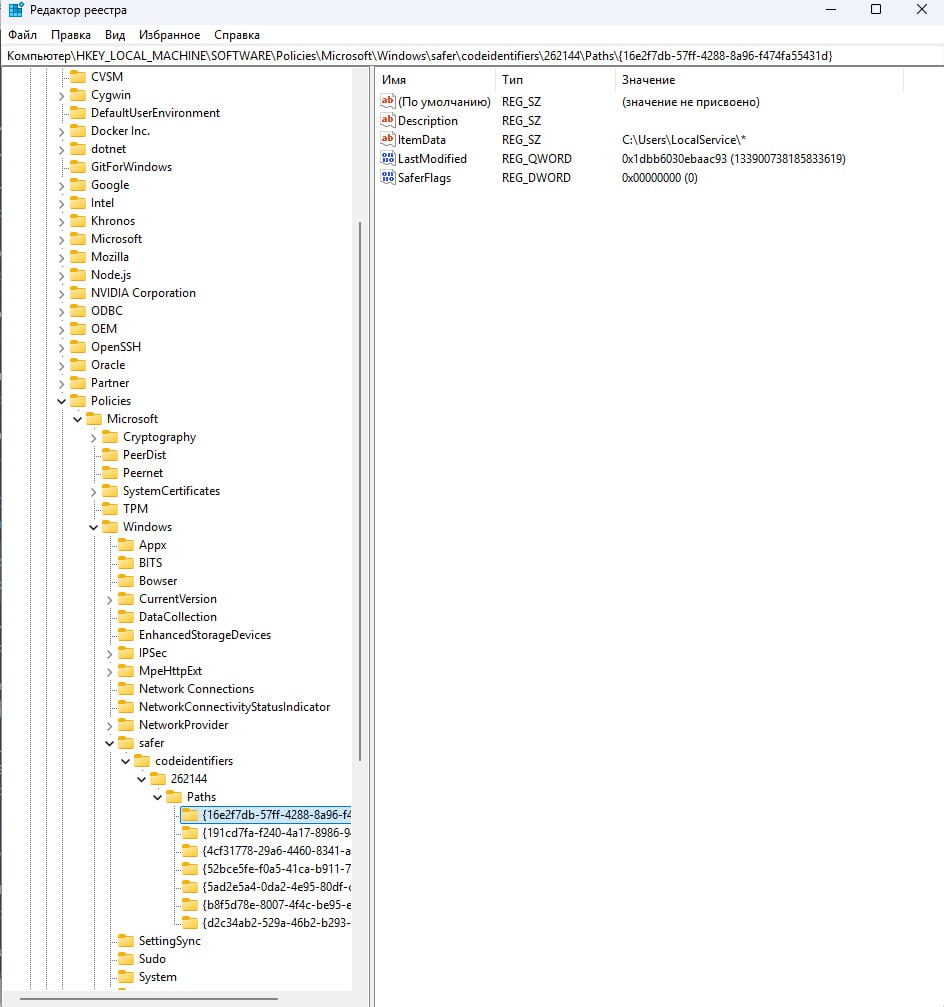 Редактор реестра
Файл Правка Вид Избранное Справка
Компьютер\HKEY_LOCAL_MACHINE\SOFTWARE\Policies\Microsoft\Windows\safer\codeidentifiers\262144\Paths\{16e2f7db-57ff-4288-8a96-f474fa55431d}
CVSM
Cygwin
DefaultUserEnvironment
Docker Inc.
dotnet
GitForWindows
Google
Intel
Khronos
Microsoft
Mozilla
Node.js
NVIDIA Corporation
ODBC
OEM
OpenSSH
Oracle
Partner
Policies
Microsoft
Cryptography
PeerDist
Peernet
SystemCertificates
TPM
Windows
Appx
BITS
Bowser
CurrentVersion
DataCollection
EnhancedStorageDevices
IPSec
MpeHttpExt
Network Connections
NetworkConnectivityStatusIndicator
NetworkProvider
safer
codeidentifiers
262144
Paths
{16e2f7db-57ff-4288-8a96-f4
{191cd7fa-f240-4a17-8986-9
{4cf31778-29a6-4460-8341-a
{52bce5fe-f0a5-41ca-b911-7
{5ad2e5a4-0da2-4e95-80df-
{b8f5d78e-8007-4f4c-be95-e
{d2c34ab2-529a-46b2-b293-
SettingSync
Sudo
System
Имя Тип Значение
ab (По умолчанию) REG_SZ (значение не присвоено)
ab Description REG_SZ
ab ItemData REG_SZ C:\Users\LocalService\*
LastModified REG_QWORD 0x1dbb6030ebaac93 (133900738185833619)
SaferFlags REG_DWORD 0x00000000 (0)